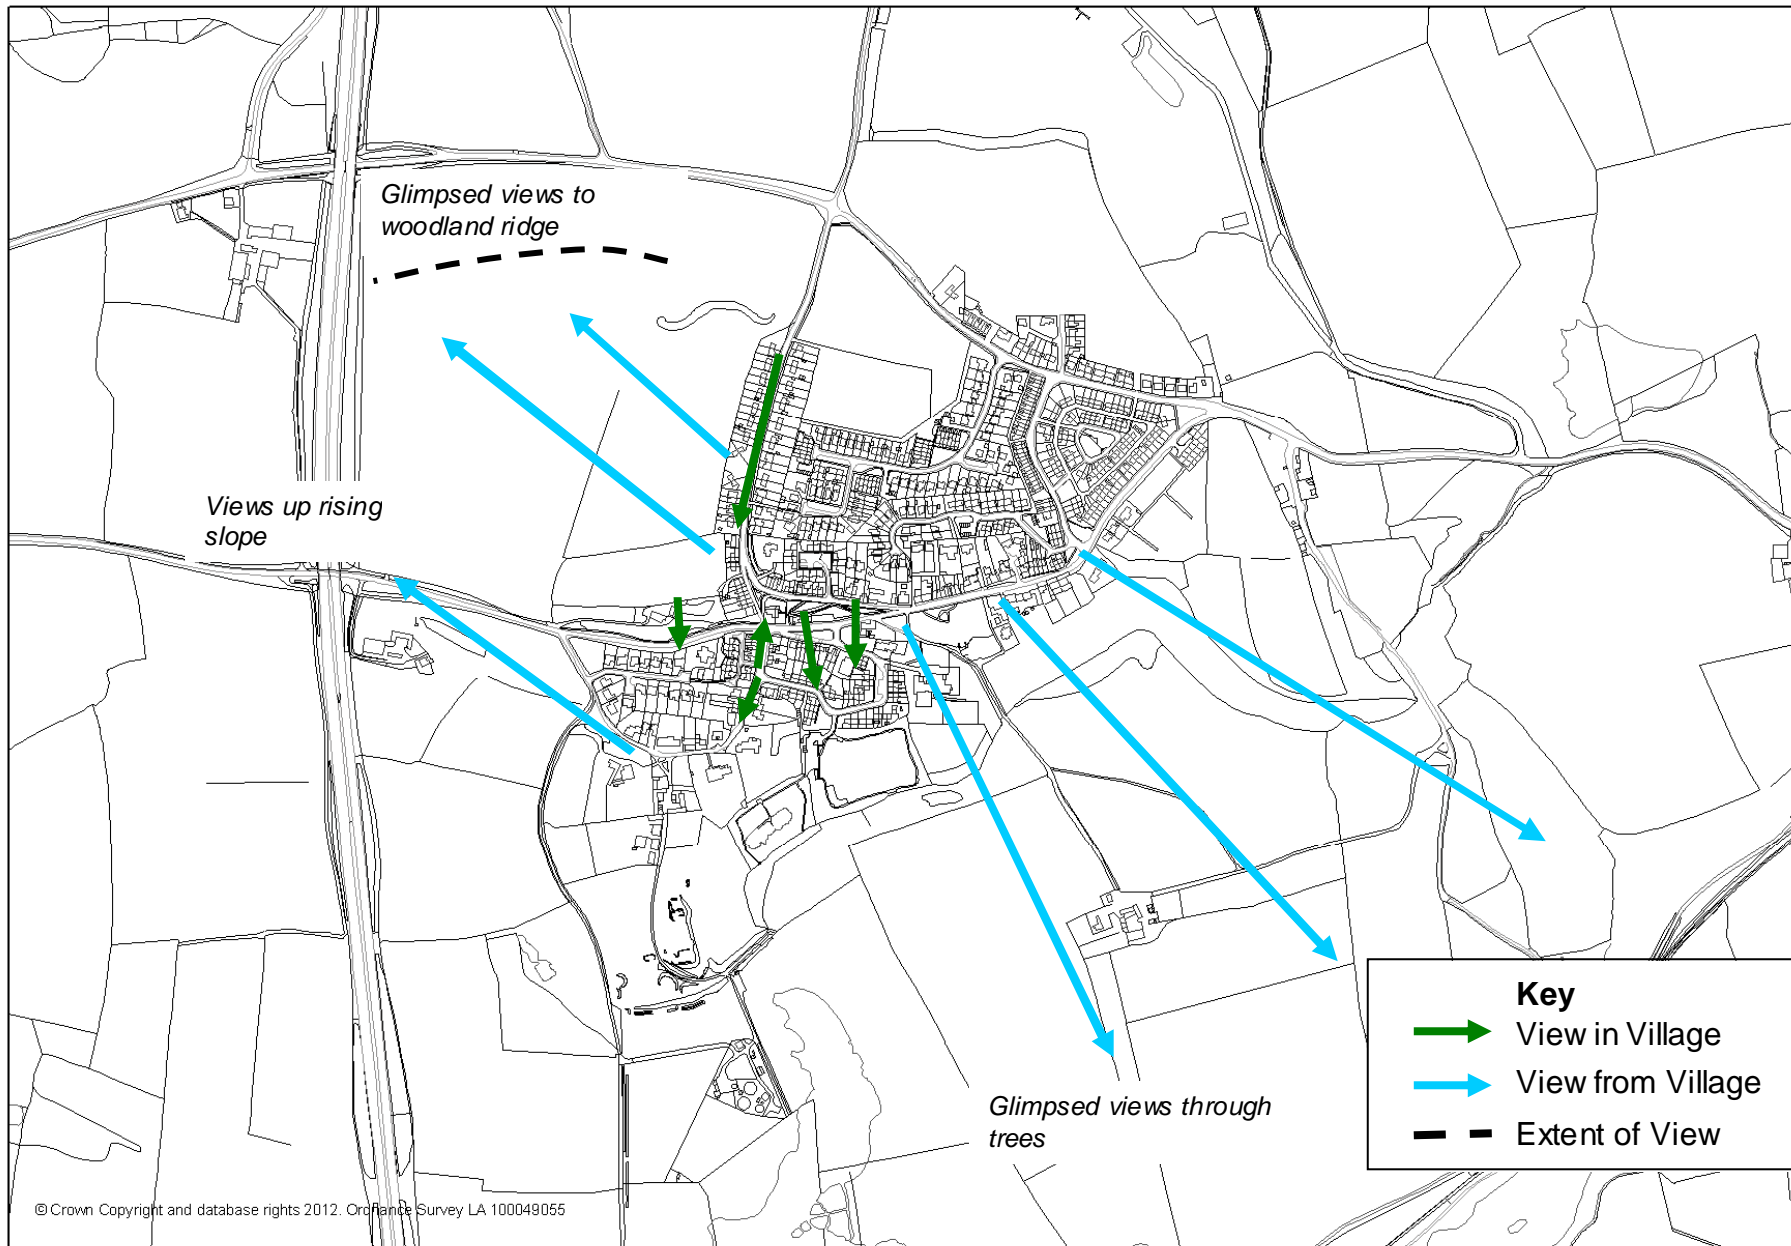 Glimpsed views to
woodland ridge
Views up rising
slope
Glimpsed views through
trees
Key
View in Village
View from Village
Extent of View
© Crown Copyright and database rights 2012. Ordnance Survey LA 100049055